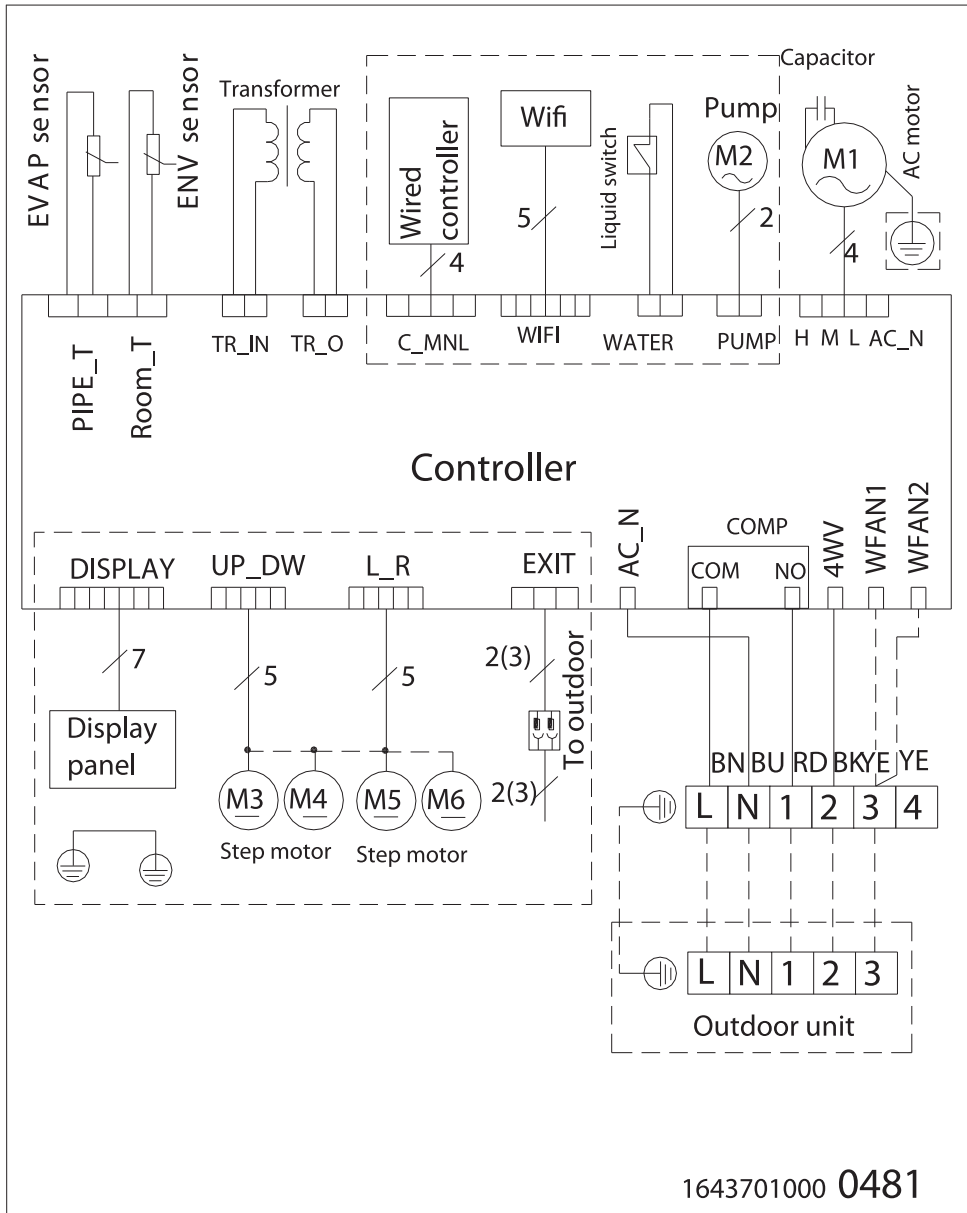 EVAP sensor
ENV sensor
Transformer
Wired
controller
Wifi
Liquid switch
Pump
M2
Capacitor
M1
AC motor
4
5
2
4
PIPE_T
Room_T
TR_IN
TR_O
C_MNL
WIFI
WATER
PUMP
H M L AC_N
Controller
DISPLAY
UP_DW
L_R
EXIT
AC_N
COMP
COM
NO
4WV
WFAN1
WFAN2
7
5
5
2(3)
To outdoor
2(3)
Display
panel
M3
M4
M5
M6
Step motor
Step motor
BN BU RD BK YE YE
L N 1 2 3 4
L N 1 2 3
Outdoor unit
1643701000 0481